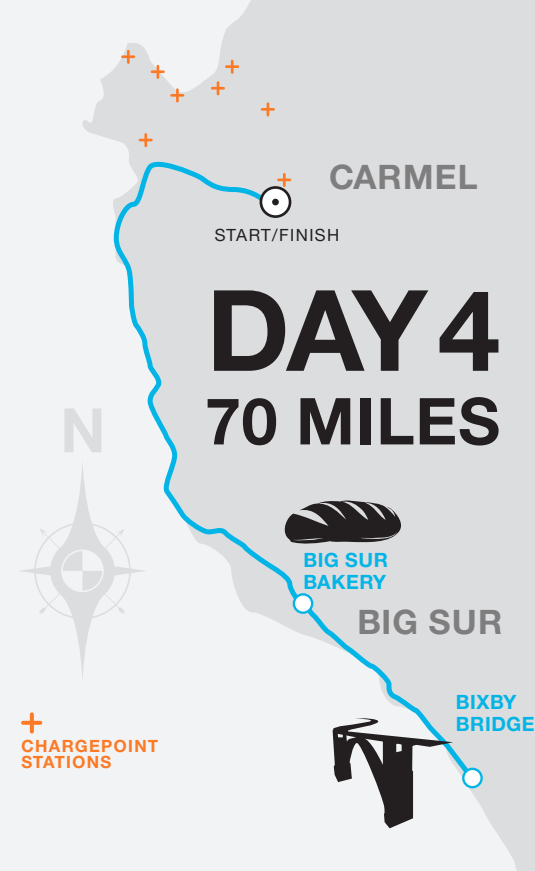 CARMEL
START/FINISH
DAY 4
70 MILES
N
BIG SUR
BAKERY
BIG SUR
BIXBY
BRIDGE
CHARGEPOINT
STATIONS